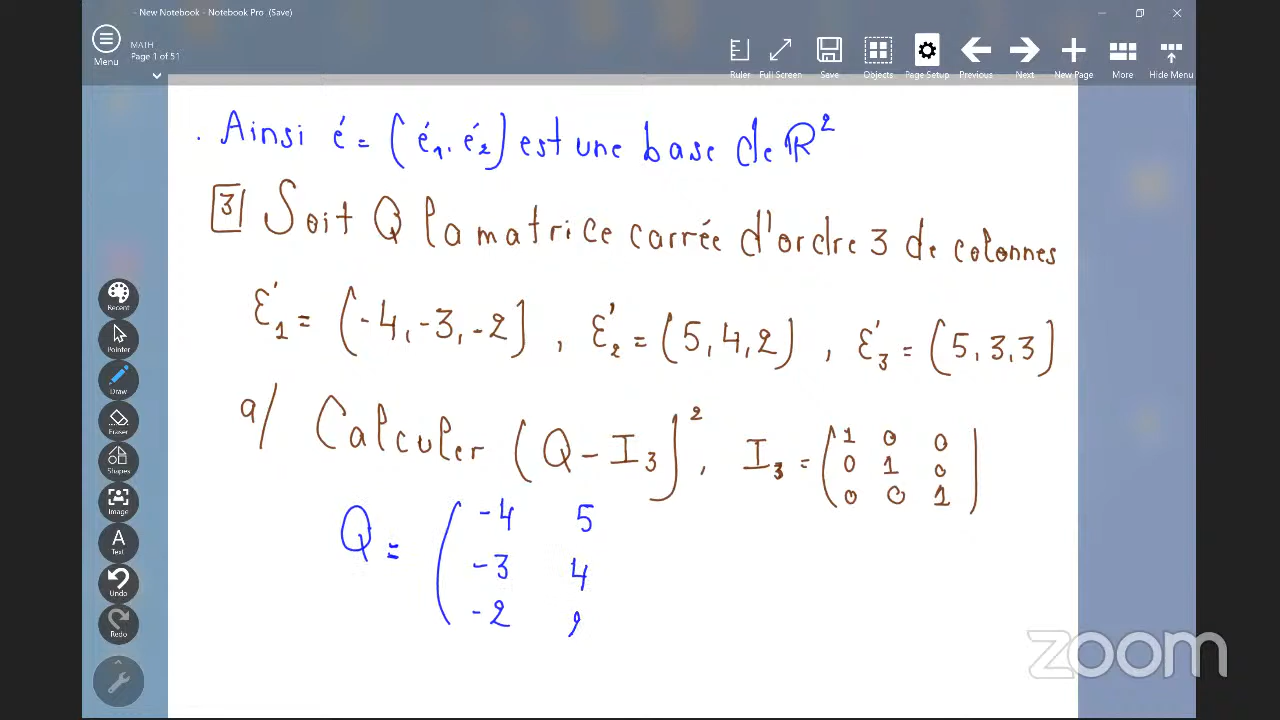 - New Notebook - Notebook Pro (Save)
Menu
MATH
Page 1 of 51
Ruler Full Screen Save Objects Page Setup Previous Next New Page More Hide Menu
. Ainsi é = (é1, é2) est une base de ℝ²
3/ Soit Q la matrice carrée d'ordre 3 de colonnes
ε'1 = (-4, -3, -2), ε'2 = (5, 4, 2), ε'3 = (5, 3, 3)
a/ Calculer (Q - I3)², I3 = (1 0 0
0 1 0
0 0 1)
Q = (-4 5
-3 4
-2
Recent
Pointer
Draw
Eraser
Shapes
Image
Text
Undo
Redo
zoom